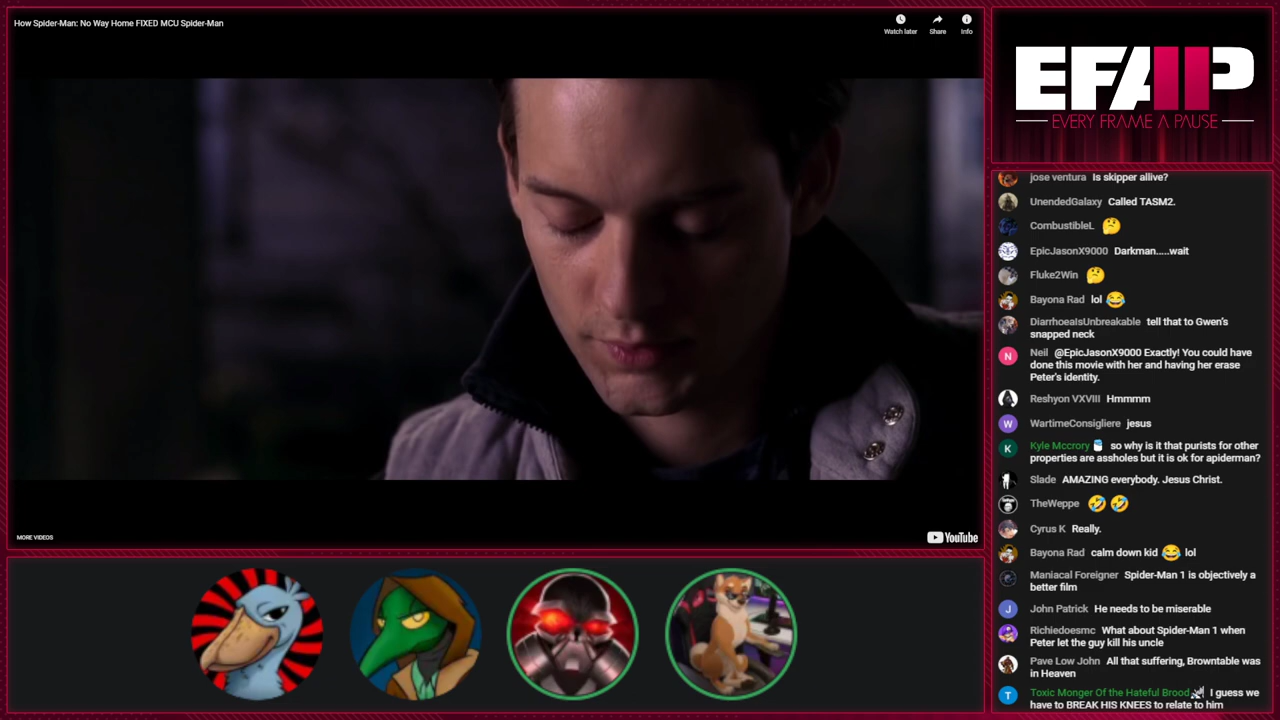 How Spider-Man: No Way Home FIXED MCU Spider-Man
Watch later
Share
Info
MORE VIDEOS
YouTube
EFAP
EVERY FRAME A PAUSE
jose ventura Is skipper allive?
UnendedGalaxy Called TASM2.
CombustibleL
EpicJasonX9000 Darkman.....wait
Fluke2Win
Bayona Rad lol
DiarrhoeaIsUnbreakable tell that to Gwen's
snapped neck
N
Neil @EpicJasonX9000 Exactly! You could have
done this movie with her and having her erase
Peter's identity.
Reshyon VXVIII Hmmmm
W
WartimeConsigliere jesus
K
Kyle Mccrory so why is it that purists for other
properties are assholes but it is ok for apiderman?
Slade AMAZING everybody. Jesus Christ.
TheWeppe
Cyrus K Really.
Bayona Rad calm down kid lol
Maniacal Foreigner Spider-Man 1 is objectively a
better film
J
John Patrick He needs to be miserable
Richiedoesmc What about Spider-Man 1 when
Peter let the guy kill his uncle
Pave Low John All that suffering, Browntable was
in Heaven
T
Toxic Monger Of the Hateful Brood I guess we
have to BREAK HIS KNEES to relate to him